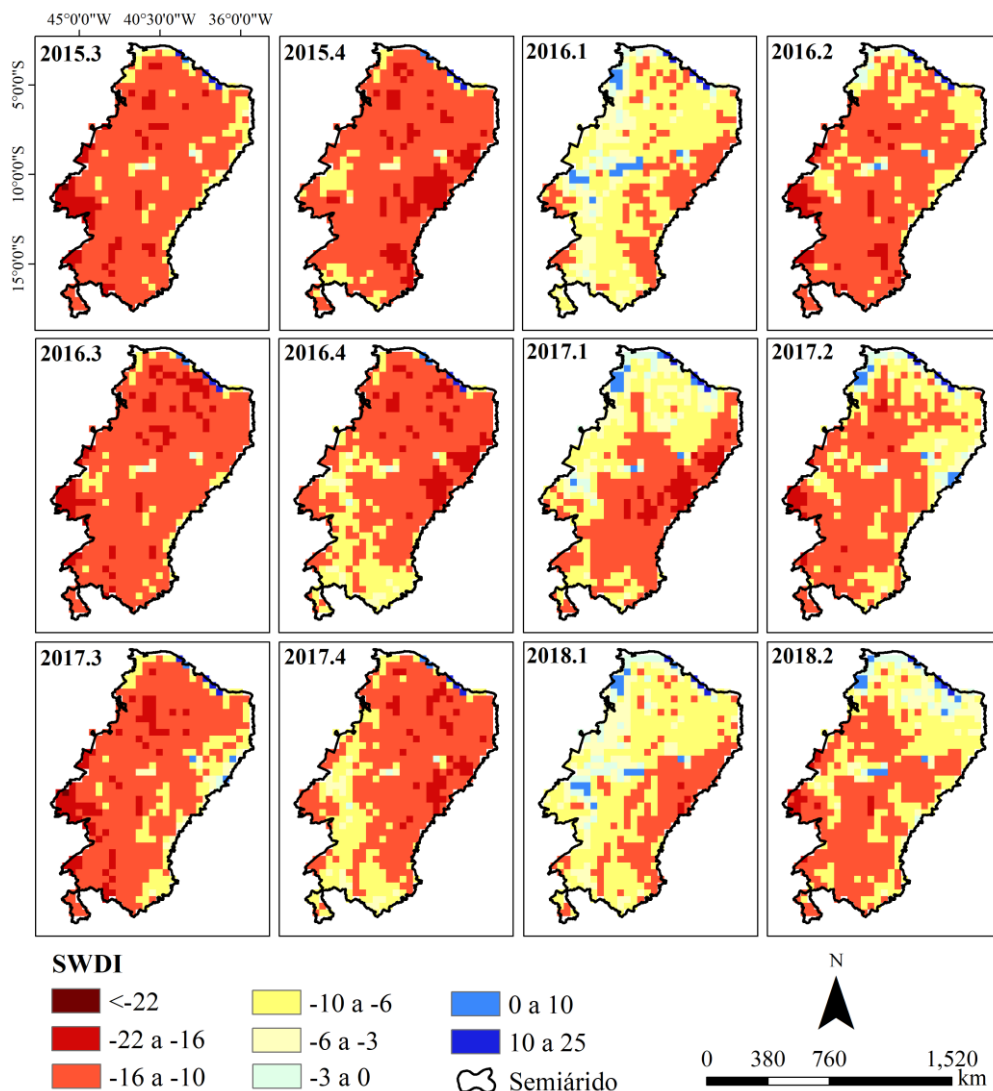 45°0'0"W 40°30'0"W 36°0'0"W
5°0'0"S
10°0'0"S
15°0'0"S
2015.3 2015.4 2016.1 2016.2
2016.3 2016.4 2017.1 2017.2
2017.3 2017.4 2018.1 2018.2
SWDI
<-22 -10 a -6 0 a 10
-22 a -16 -6 a -3 10 a 25
-16 a -10 -3 a 0 Semiárido
N
0 380 760 1,520
km